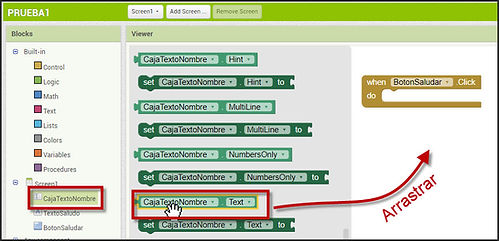 PRUEBA1
Screen1
Add Screen ...
Remove Screen
Blocks
Viewer
Built-in
Control
Logic
Math
Text
Lists
Colors
Variables
Procedures
Screen1
CajaTextoNombre
TextoSaludo
BotonSaludar
CajaTextoNombre . Hint
set CajaTextoNombre . Hint to
CajaTextoNombre . MultiLine
set CajaTextoNombre . MultiLine to
CajaTextoNombre . NumbersOnly
set CajaTextoNombre . NumbersOnly to
CajaTextoNombre . Text
set CajaTextoNombre . Text to
when BotonSaludar .Click
do
Arrastrar